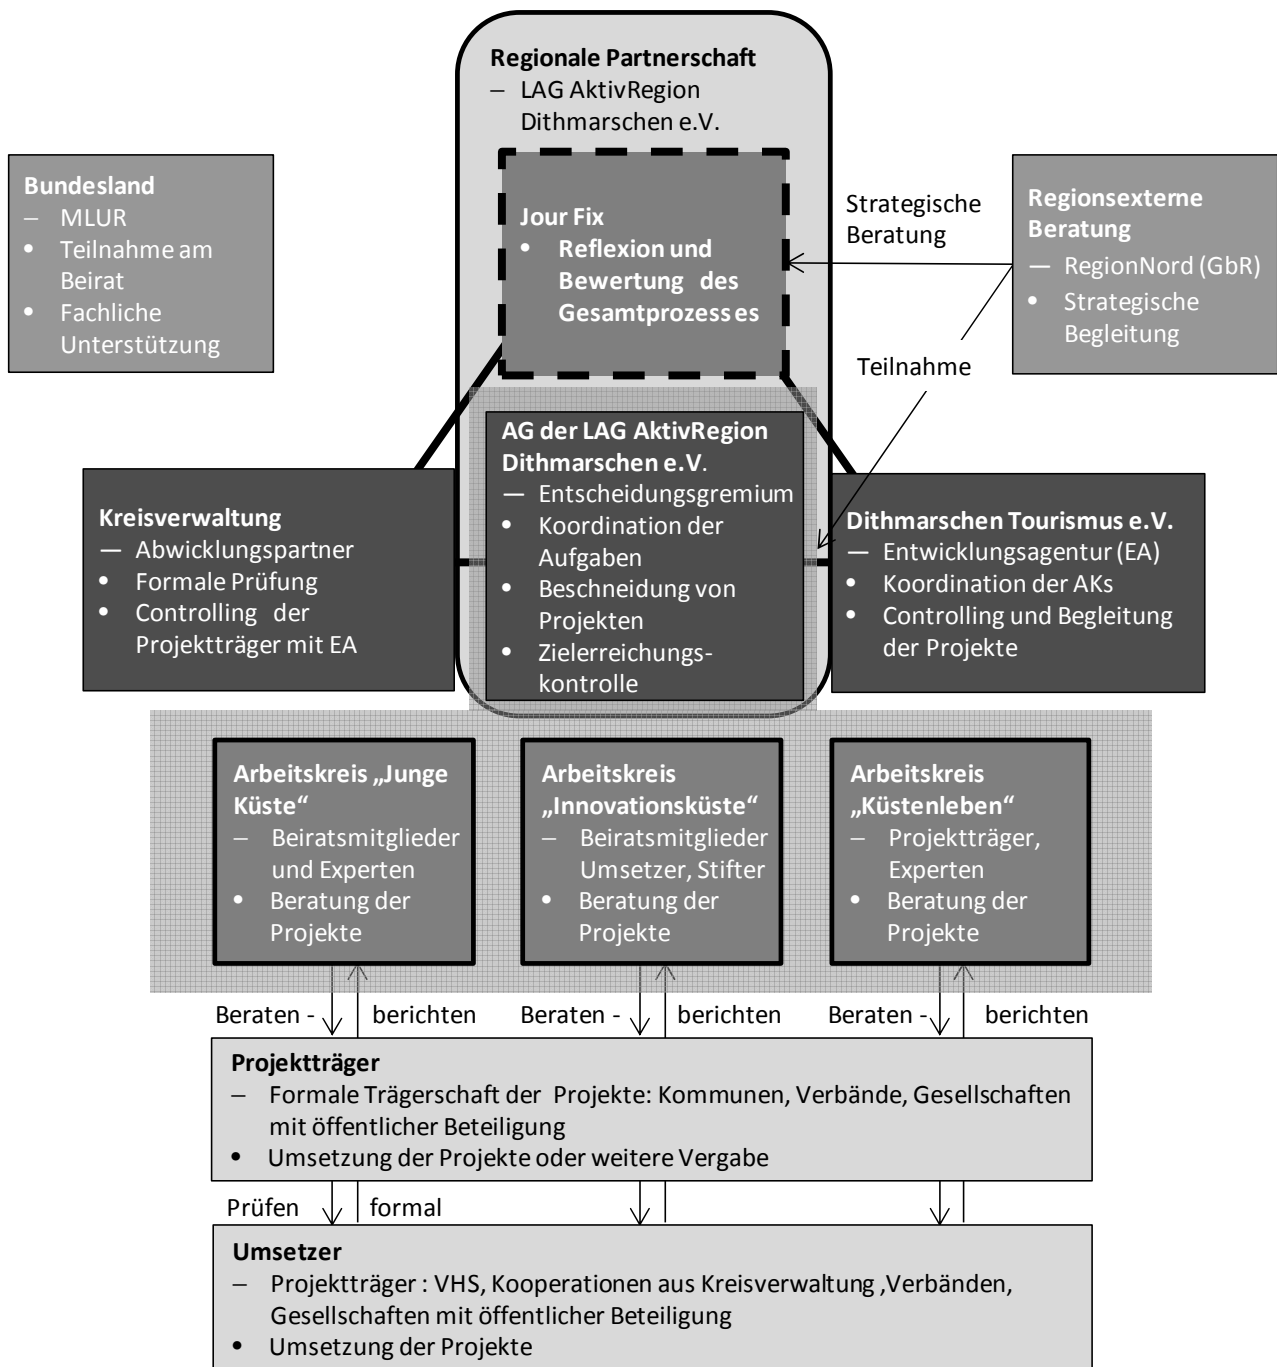 Regionale Partnerschaft
– LAG AktivRegion
Dithmarschen e.V.
Bundesland
– MLUR
• Teilnahme am
Beirat
• Fachliche
Unterstützung
Jour Fix
• Reflexion und
Bewertung des
Gesamtprozesses
Strategische
Beratung
Teilnahme
Regionsexterne
Beratung
— RegionNord (GbR)
• Strategische
Begleitung
Kreisverwaltung
— Abwicklungspartner
• Formale Prüfung
• Controlling der
Projektträger mit EA
AG der LAG AktivRegion
Dithmarschen e.V.
— Entscheidungsgremium
• Koordination der
Aufgaben
• Beschneidung von
Projekten
• Zielerreichungs-
kontrolle
Dithmarschen Tourismus e.V.
— Entwicklungsagentur (EA)
• Koordination der AKs
• Controlling und Begleitung
der Projekte
Arbeitskreis „Junge
Küste“
– Beiratsmitglieder
und Experten
• Beratung der
Projekte
Arbeitskreis
„Innovationsküste“
– Beiratsmitglieder
Umsetzer, Stifter
• Beratung der
Projekte
Arbeitskreis
„Küstenleben“
– Projektträger,
Experten
• Beratung der
Projekte
Beraten - berichten
Beraten - berichten
Beraten - berichten
Projektträger
– Formale Trägerschaft der Projekte: Kommunen, Verbände, Gesellschaften
mit öffentlicher Beteiligung
• Umsetzung der Projekte oder weitere Vergabe
Prüfen formal
Umsetzer
– Projektträger : VHS, Kooperationen aus Kreisverwaltung ,Verbänden,
Gesellschaften mit öffentlicher Beteiligung
• Umsetzung der Projekte